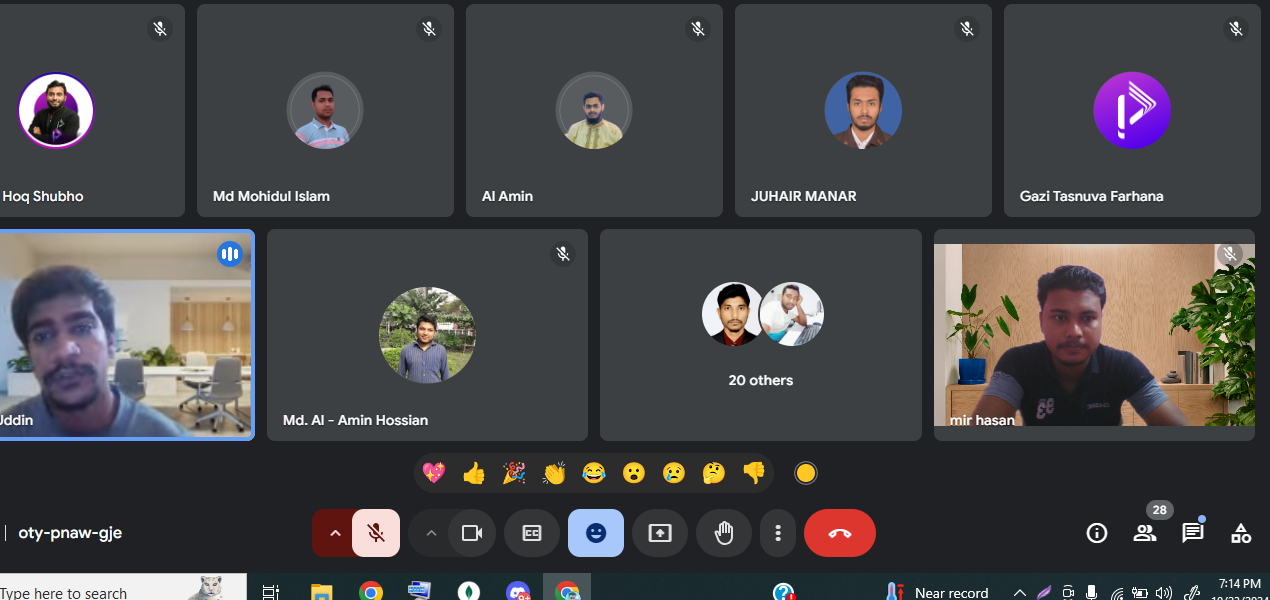 Hoq Shubho
Md Mohidul Islam
Al Amin
JUHAIR MANAR
Gazi Tasnuva Farhana
Uddin
Md. Al - Amin Hossian
20 others
mir hasan
oty-pnaw-gje
28
Type here to search
Near record
7:14 PM